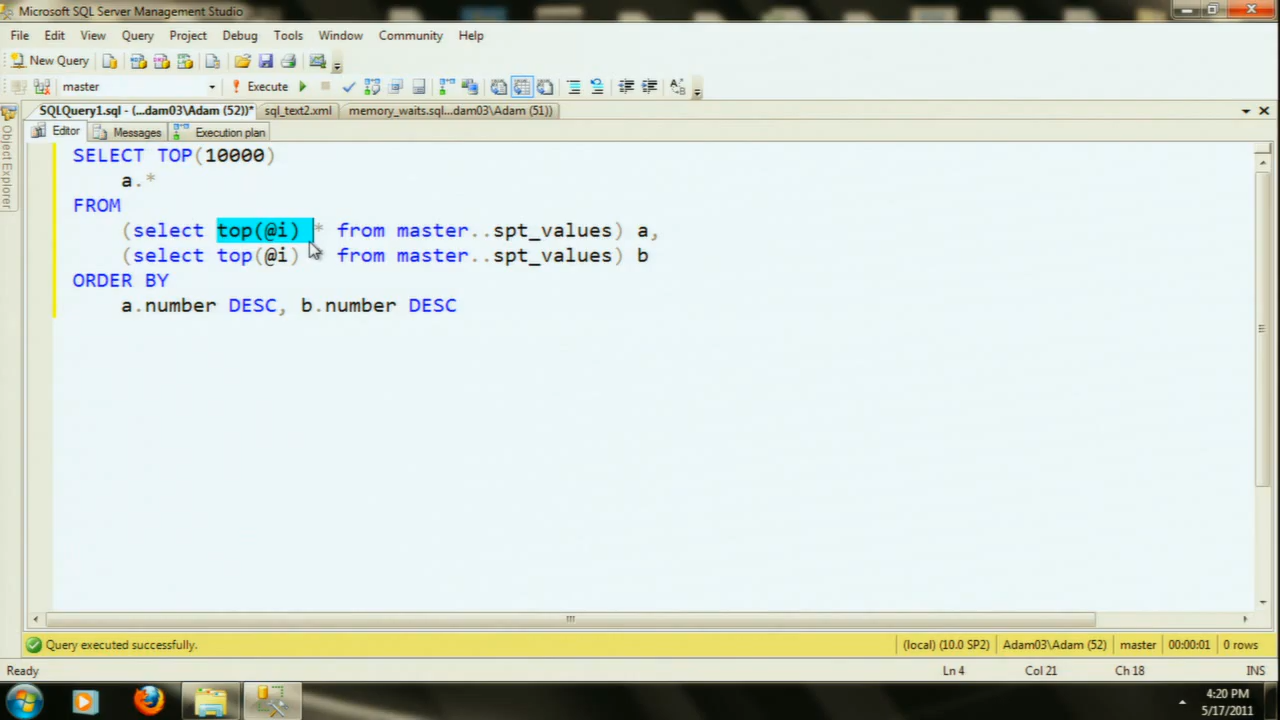 Microsoft SQL Server Management Studio
File Edit View Query Project Debug Tools Window Community Help
New Query
master Execute
SQLQuery1.sql - (...dam03\Adam (52))* sql_text2.xml memory_waits.sql...dam03\Adam (51))
Editor Messages Execution plan
Object Explorer
SELECT TOP(10000)
a.*
FROM
(select top(@i) * from master..spt_values) a,
(select top(@i) from master..spt_values) b
ORDER BY
a.number DESC, b.number DESC
Query executed successfully. (local) (10.0 SP2) Adam03\Adam (52) master 00:00:01 0 rows
Ready Ln 4 Col 21 Ch 18 INS
4:20 PM
5/17/2011